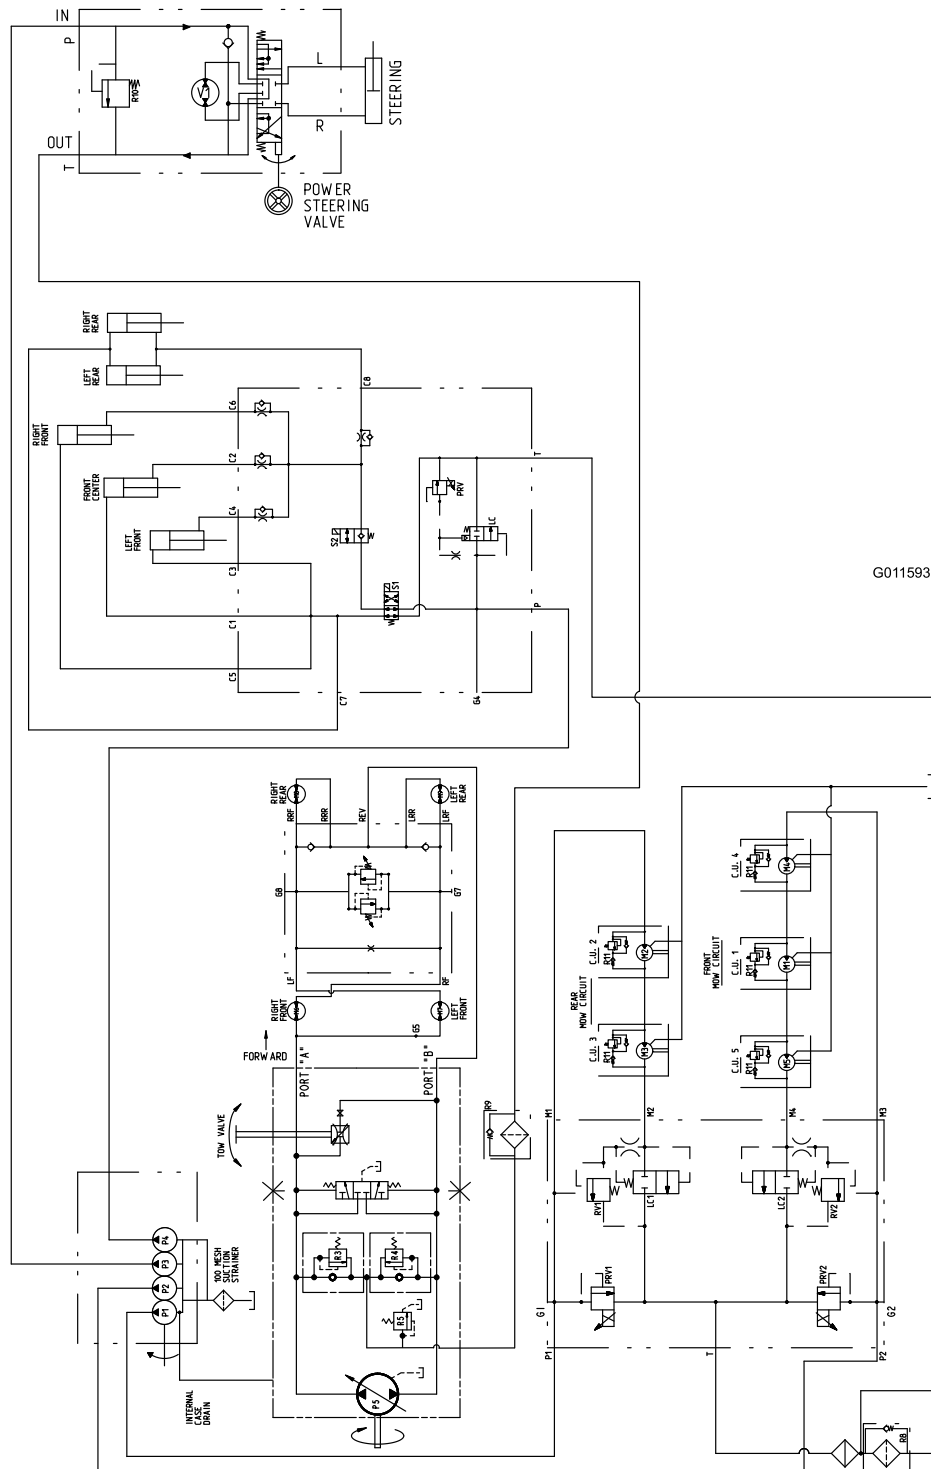 IN
P
R10
V1
L
R
STEERING
OUT
T
POWER
STEERING
VALVE
RIGHT
REAR
LEFT
REAR
C8
C6
RIGHT
FRONT
C2
T
FRONT
CENTER
PRV
C4
LC
LEFT
FRONT
S2
G011593
C3
S1
P
C1
C5
C7
G4
RIGHT
REAR
LEFT
REAR
RRF
RRR
REV
LRR
LRF
G8
G7
LF
RF
RIGHT
FRONT
LEFT
FRONT
G5
FORWARD
PORT "A"
PORT "B"
C.U. 4
R11
M4
C.U. 2
R11
M2
FRONT
MOW CIRCUIT
C.U. 1
R11
M1
REAR
MOW CIRCUIT
C.U. 3
R11
M3
C.U. 5
R11
M5
TOW VALVE
R9
M1
M2
M4
M3
RV1
LC1
LC2
RV2
P4
P3
P2
P1
100 MESH
SUCTION
STRAINER
R3
R4
R5
PRV1
PRV2
G1
G2
P1
T
P2
INTERNAL
CASE
DRAIN
P5
R8